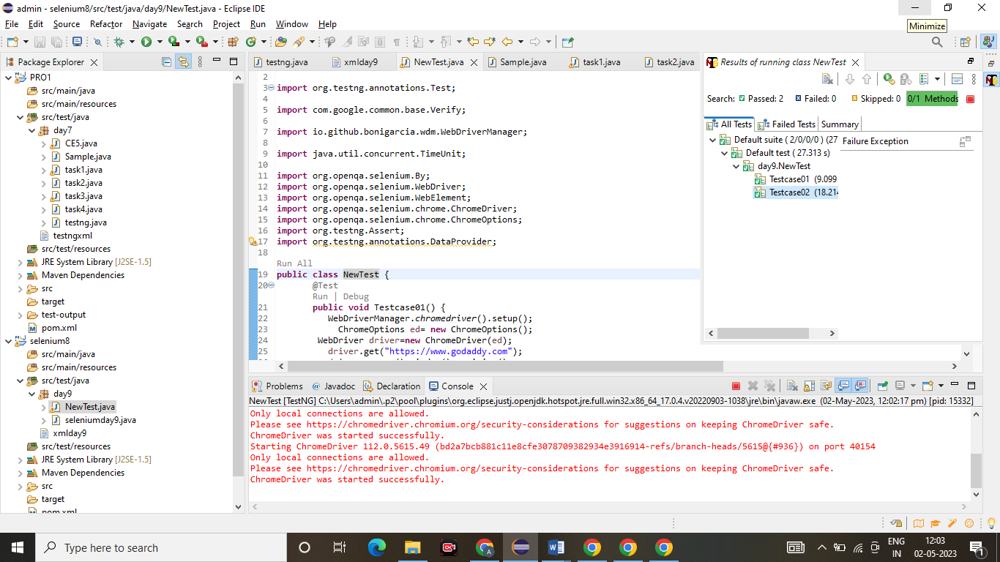 admin - selenium8/src/test/java/day9/NewTest.java - Eclipse IDE
Minimize
File Edit Source Refactor Navigate Search Project Run Window Help
Package Explorer
testng.java xmlday9 NewTest.java Sample.java task1.java task2.java
Results of running class NewTest
PRO1
src/main/java
src/main/resources
src/test/java
day7
CE5.java
Sample.java
task1.java
task2.java
task3.java
task4.java
testng.java
testngxml
src/test/resources
JRE System Library [J2SE-1.5]
Maven Dependencies
src
target
test-output
pom.xml
selenium8
src/main/java
src/main/resources
src/test/java
day9
NewTest.java
seleniumday9.java
xmlday9
src/test/resources
JRE System Library [J2SE-1.5]
Maven Dependencies
src
target
pom.xml
2
3 import org.testng.annotations.Test;
4
5 import com.google.common.base.Verify;
6
7 import io.github.bonigarcia.wdm.WebDriverManager;
8
9 import java.util.concurrent.TimeUnit;
10
11 import org.openqa.selenium.By;
12 import org.openqa.selenium.WebDriver;
13 import org.openqa.selenium.WebElement;
14 import org.openqa.selenium.chrome.ChromeDriver;
15 import org.openqa.selenium.chrome.ChromeOptions;
16 import org.testng.Assert;
17 import org.testng.annotations.DataProvider;
18
Run All
19 public class NewTest {
20 @Test
Run | Debug
21 public void Testcase01() {
22 WebDriverManager.chromedriver().setup();
23 ChromeOptions ed= new ChromeOptions();
24 WebDriver driver=new ChromeDriver(ed);
25 driver.get("https://www.godaddy.com");
Search: Passed: 2 Failed: 0 Skipped: 0 0/1 Methods
All Tests Failed Tests Summary
Default suite ( 2/0/0/0 ) (27
Default test ( 27.313 s)
day9.NewTest
Testcase01 (9.099
Testcase02 (18.214
Failure Exception
Problems Javadoc Declaration Console
NewTest [TestNG] C:\Users\admin\.p2\pool\plugins\org.eclipse.justj.openjdk.hotspot.jre.full.win32.x86_64_17.0.4.v20220903-1038\jre\bin\javaw.exe (02-May-2023, 12:02:17 pm) [pid: 15332]
Only local connections are allowed.
Please see https://chromedriver.chromium.org/security-considerations for suggestions on keeping ChromeDriver safe.
ChromeDriver was started successfully.
Starting ChromeDriver 112.0.5615.49 (bd2a7bcb881c11e8cfe3078709382934e3916914-refs/branch-heads/5615@{#936}) on port 40154
Only local connections are allowed.
Please see https://chromedriver.chromium.org/security-considerations for suggestions on keeping ChromeDriver safe.
ChromeDriver was started successfully.
Type here to search
ENG
IN
12:03
02-05-2023
1